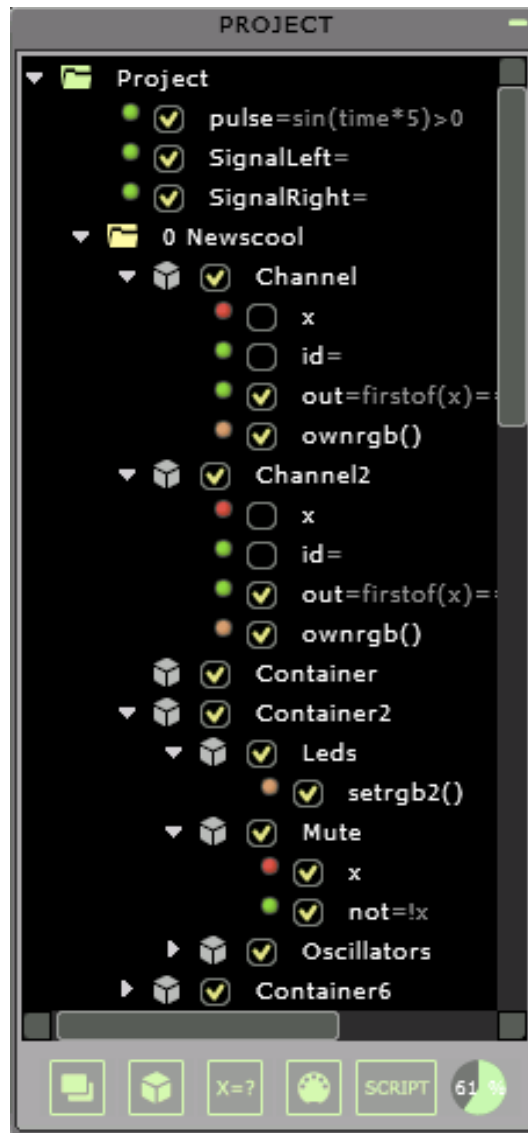 PROJECT
Project
pulse=sin(time*5)>0
SignalLeft=
SignalRight=
0 Newscool
Channel
x
id=
out=firstof(x)==
ownrgb()
Channel2
x
id=
out=firstof(x)==
ownrgb()
Container
Container2
Leds
setrgb2()
Mute
x
not=!x
Oscillators
Container6
X=? SCRIPT 61 %